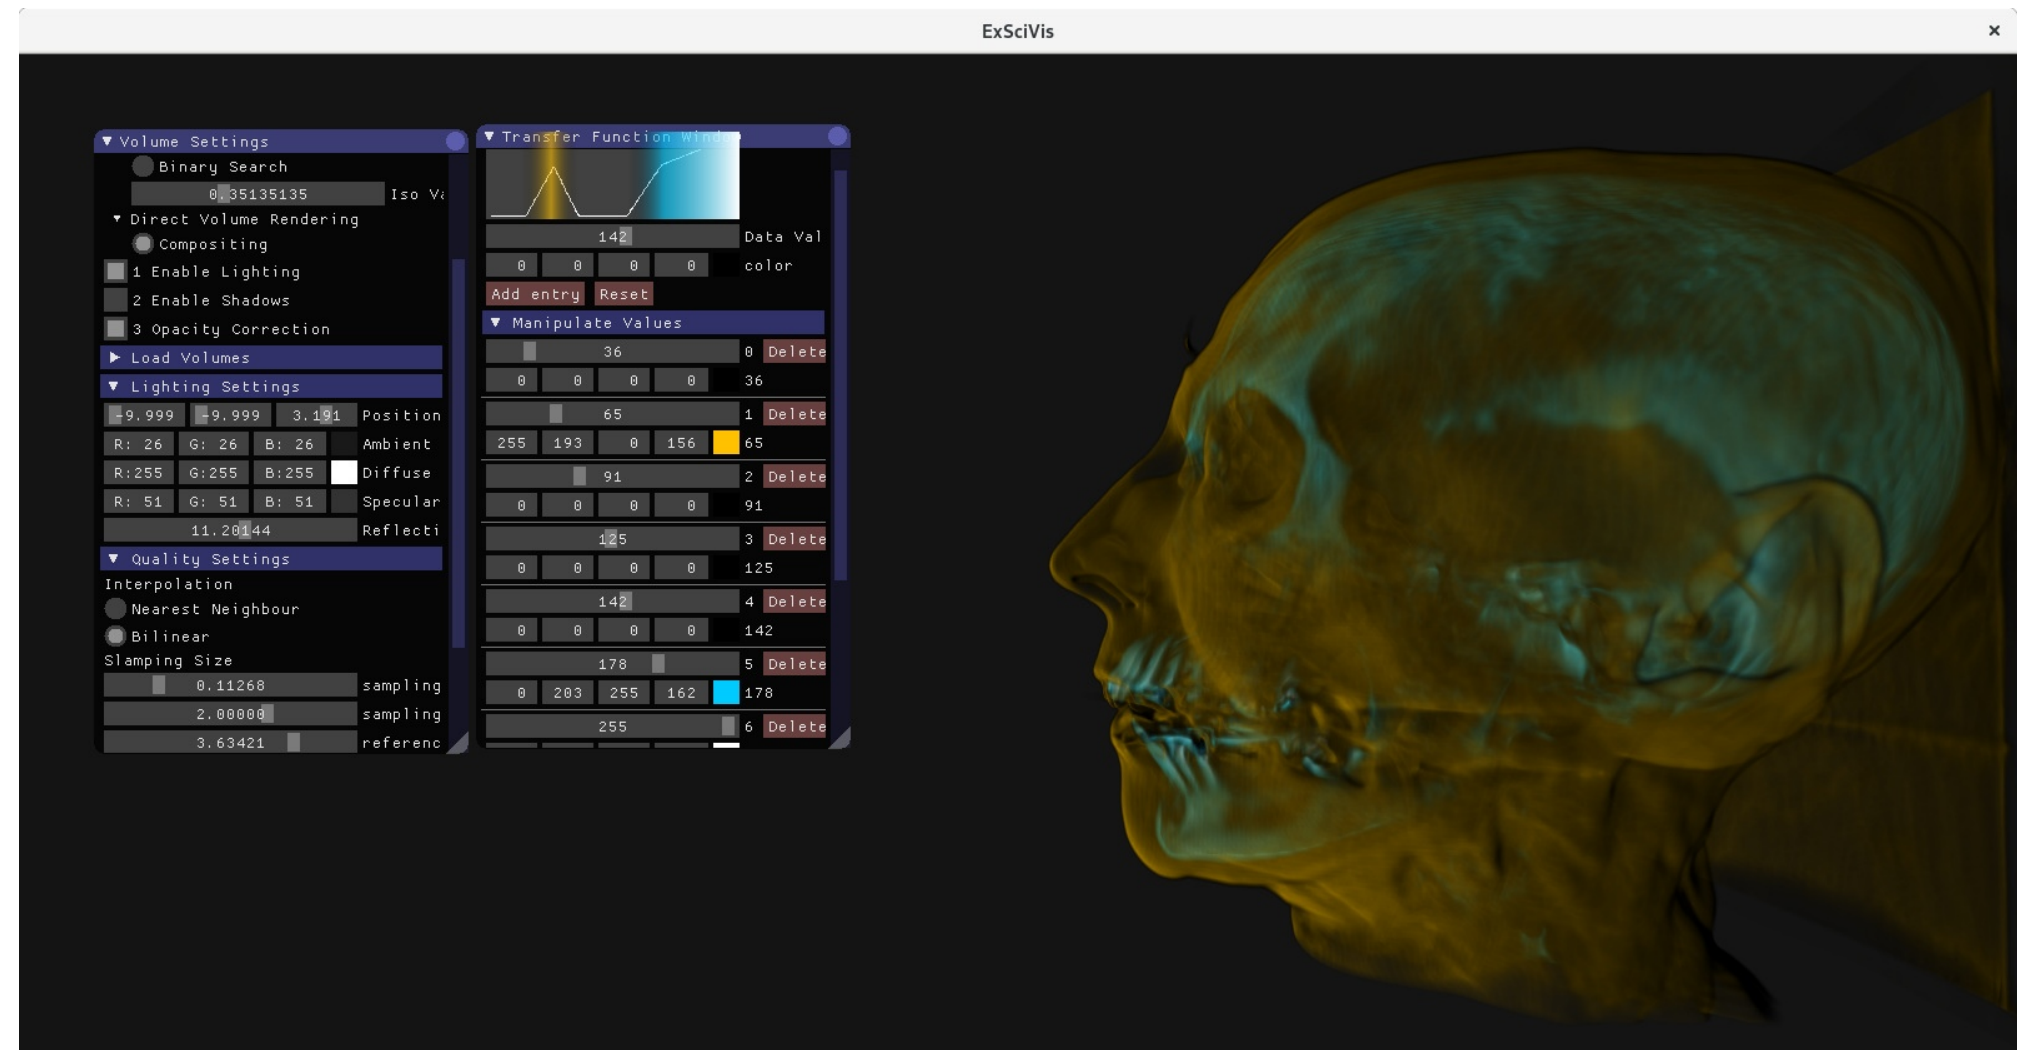 ExSciVis
Volume Settings
Binary Search
0.35135135 Iso Va
Direct Volume Rendering
Compositing
1 Enable Lighting
2 Enable Shadows
3 Opacity Correction
Load Volumes
Lighting Settings
-9.999 -9.999 3.191 Position
R: 26 G: 26 B: 26 Ambient
R:255 G:255 B:255 Diffuse
R: 51 G: 51 B: 51 Specular
11.20144 Reflecti
Quality Settings
Interpolation
Nearest Neighbour
Bilinear
Slamping Size
0.11268 sampling
2.00000 sampling
3.63421 referenc
Transfer Function Window
142 Data Val
0 0 0 0 color
Add entry Reset
Manipulate Values
36 0 Delete
0 0 0 0 36
65 1 Delete
255 193 0 156 65
91 2 Delete
0 0 0 0 91
125 3 Delete
0 0 0 0 125
142 4 Delete
0 0 0 0 142
178 5 Delete
0 203 255 162 178
255 6 Delete